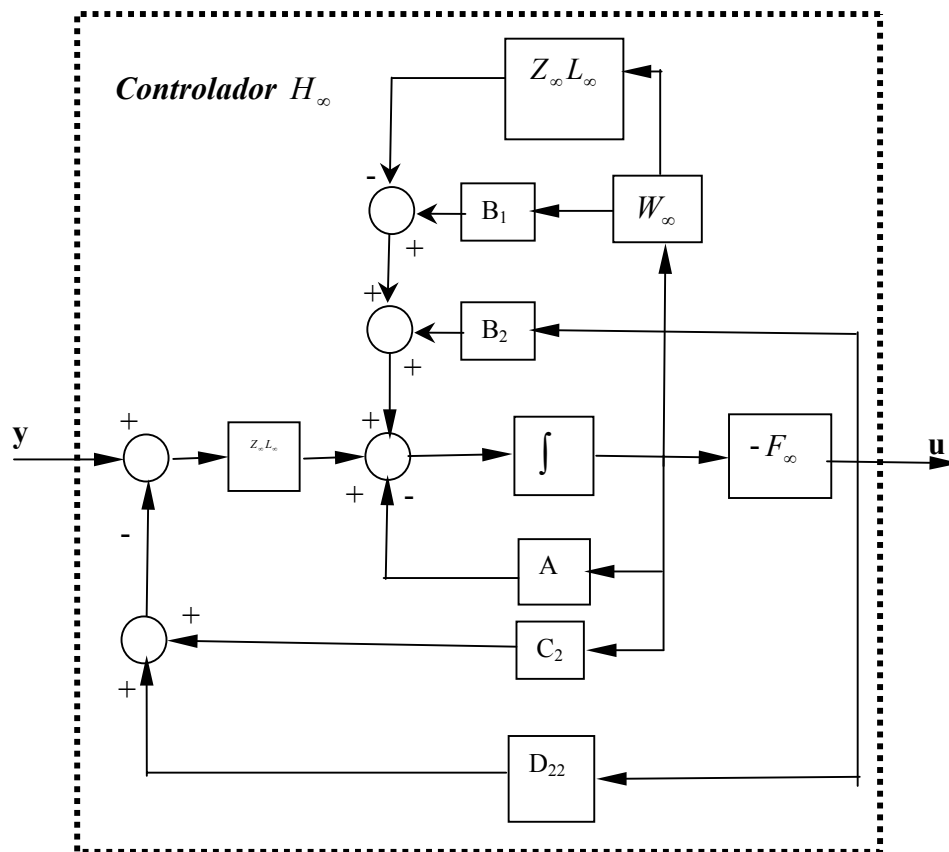 Controlador H∞
Z∞L∞
-
B₁
W∞
+
+
B₂
+
+
+
y
Z∞L∞
∫
- F∞
u
+
-
-
A
+
C₂
+
D₂₂